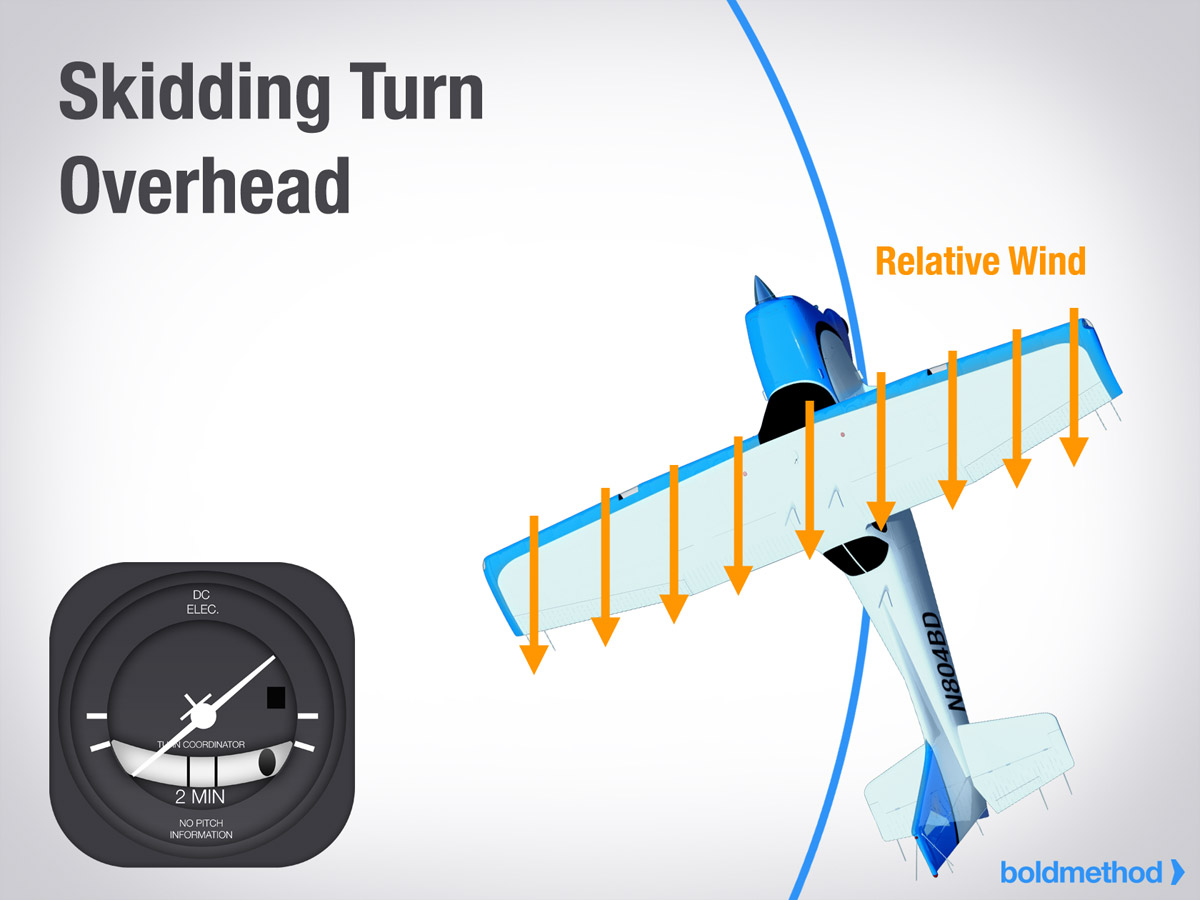 Skidding Turn
Overhead
Relative Wind
DC
ELEC.
TURN COORDINATOR
2 MIN
NO PITCH
INFORMATION
N804BD
boldmethod